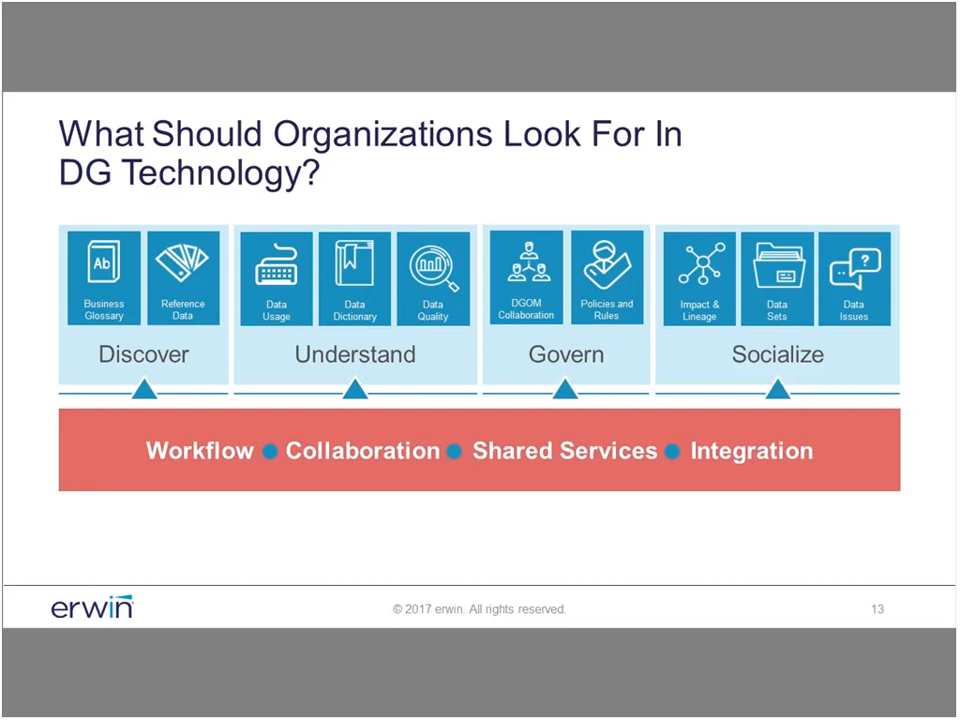 What Should Organizations Look For In
DG Technology?
Ab
Business
Glossary
Reference
Data
Data
Usage
Data
Dictionary
Data
Quality
DGOM
Collaboration
Policies and
Rules
Impact &
Lineage
Data
Sets
?
Data
Issues
Discover
Understand
Govern
Socialize
Workflow ● Collaboration ● Shared Services ● Integration
erwin
© 2017 erwin. All rights reserved.
13